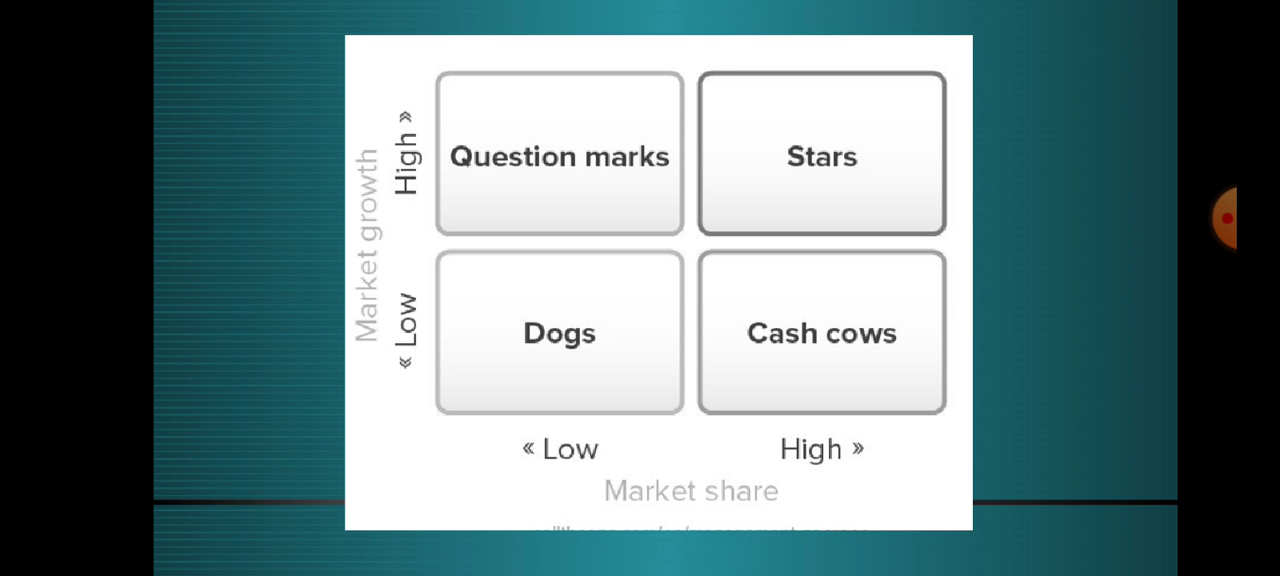 Market growth
High »
Question marks
Stars
« Low
Dogs
Cash cows
« Low
High »
Market share